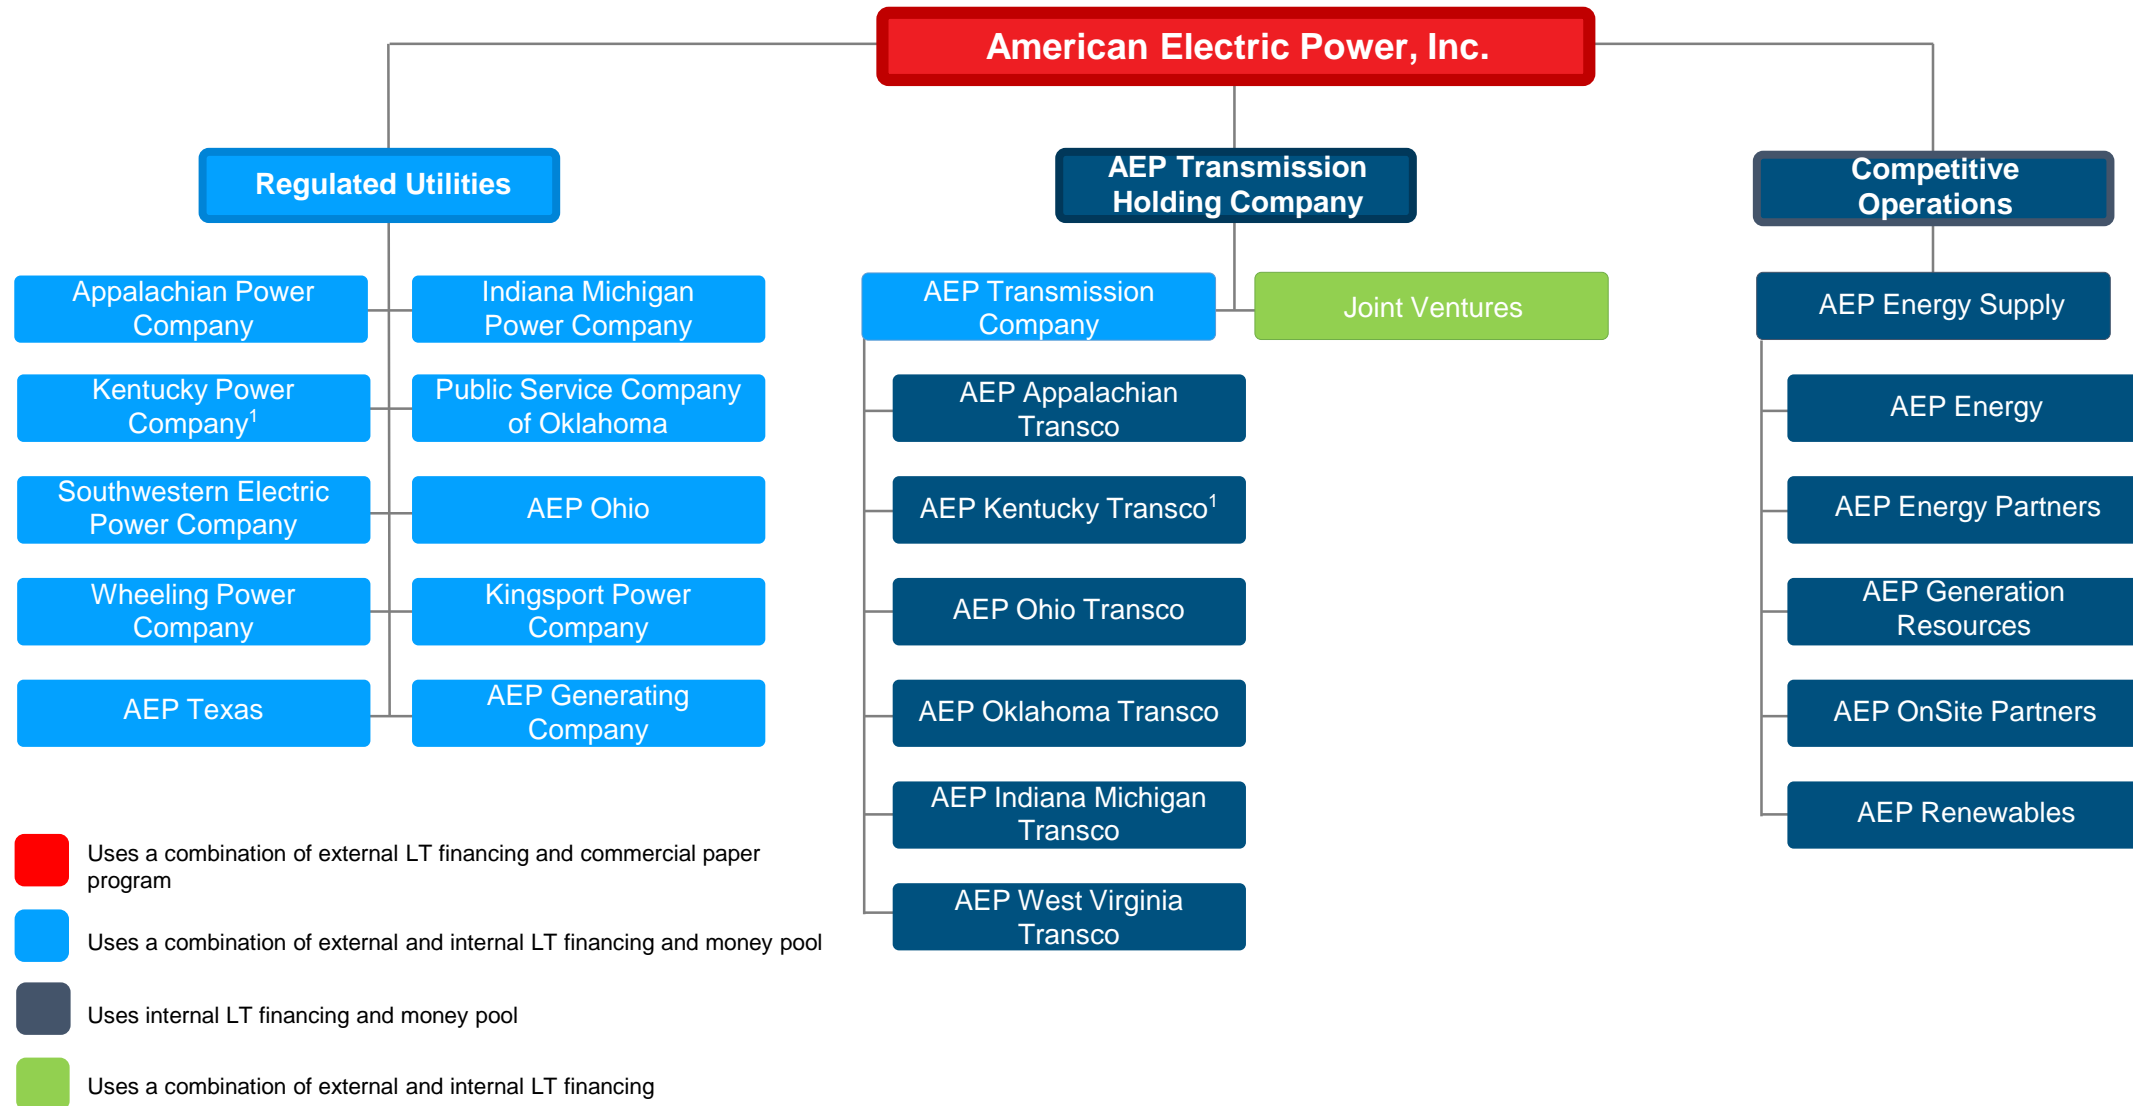 American Electric Power, Inc.
Regulated Utilities
AEP Transmission
Holding Company
Competitive
Operations
Appalachian Power
Company
Indiana Michigan
Power Company
Kentucky Power
Company1
Public Service Company
of Oklahoma
Southwestern Electric
Power Company
AEP Ohio
Wheeling Power
Company
Kingsport Power
Company
AEP Texas
AEP Generating
Company
AEP Transmission
Company
Joint Ventures
AEP Appalachian
Transco
AEP Kentucky Transco1
AEP Ohio Transco
AEP Oklahoma Transco
AEP Indiana Michigan
Transco
AEP West Virginia
Transco
AEP Energy Supply
AEP Energy
AEP Energy Partners
AEP Generation
Resources
AEP OnSite Partners
AEP Renewables
Uses a combination of external LT financing and commercial paper
program
Uses a combination of external and internal LT financing and money pool
Uses internal LT financing and money pool
Uses a combination of external and internal LT financing